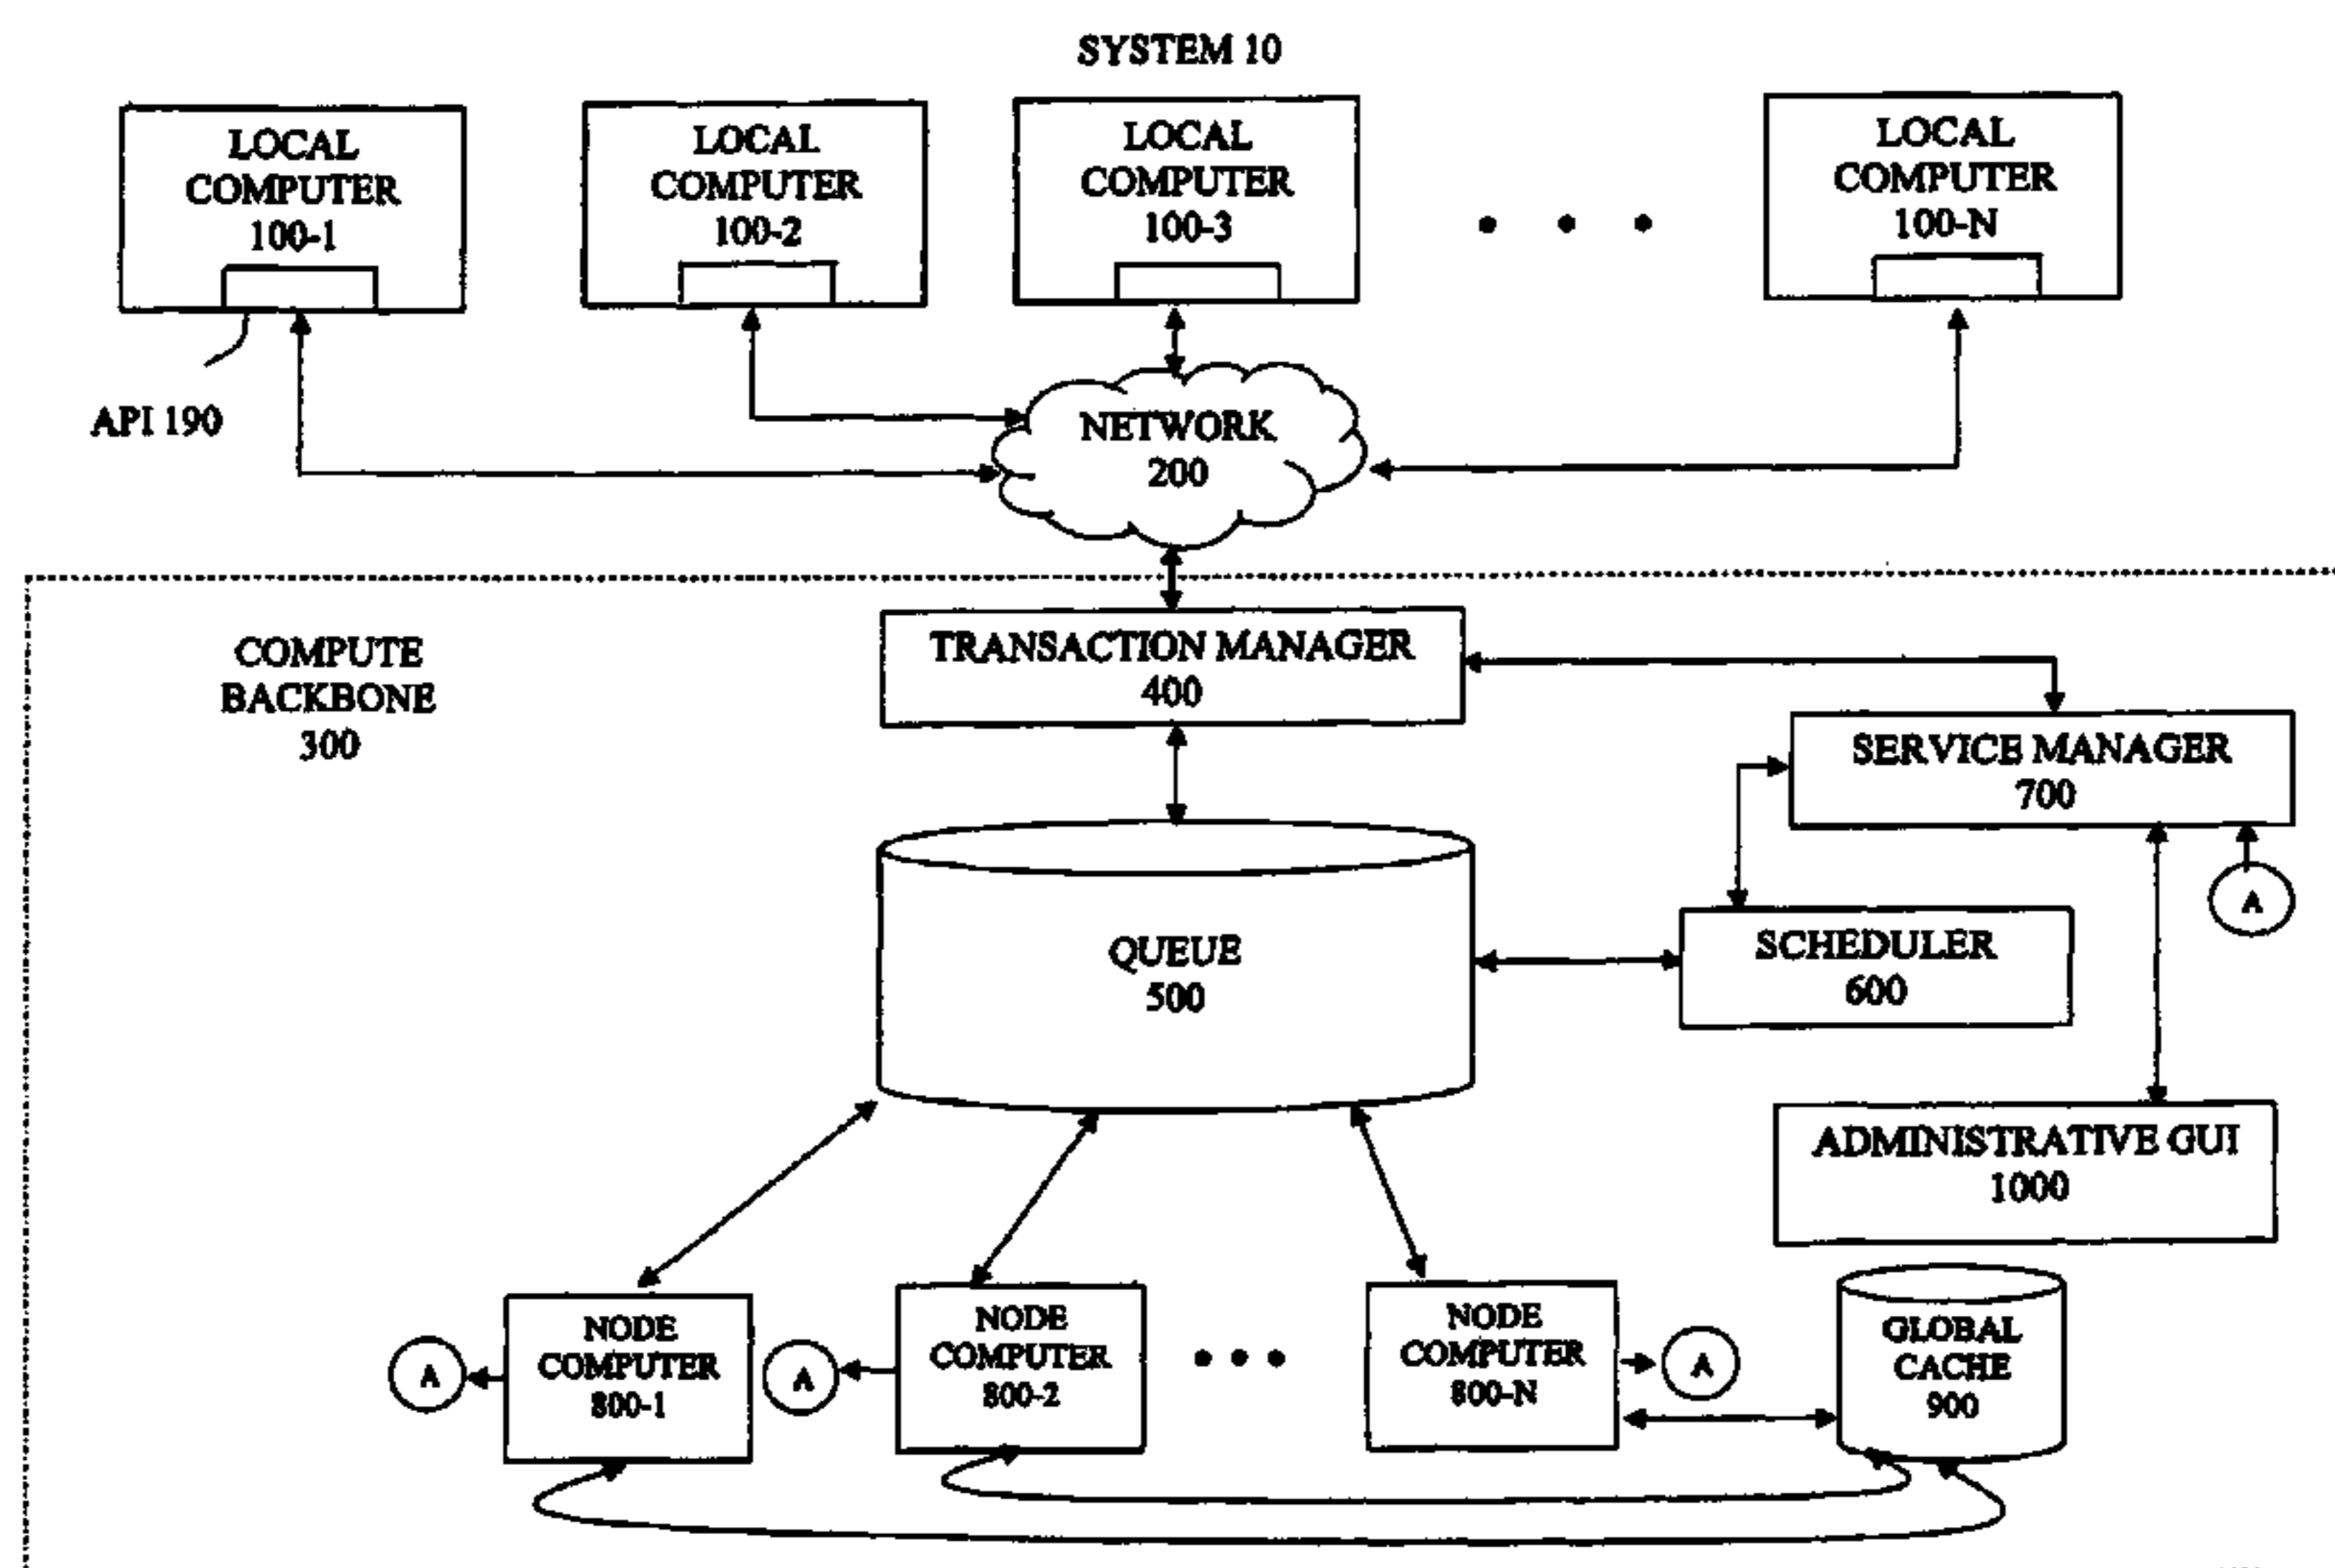 SYSTEM 10
LOCAL
COMPUTER
100-1
LOCAL
COMPUTER
100-2
LOCAL
COMPUTER
100-3
LOCAL
COMPUTER
100-N
API 190
NETWORK
200
COMPUTE
BACKBONE
300
TRANSACTION MANAGER
400
SERVICE MANAGER
700
A
QUEUE
500
SCHEDULER
600
ADMINISTRATIVE GUI
1000
A
NODE
COMPUTER
800-1
A
NODE
COMPUTER
800-2
NODE
COMPUTER
800-N
A
GLOBAL
CACHE
900